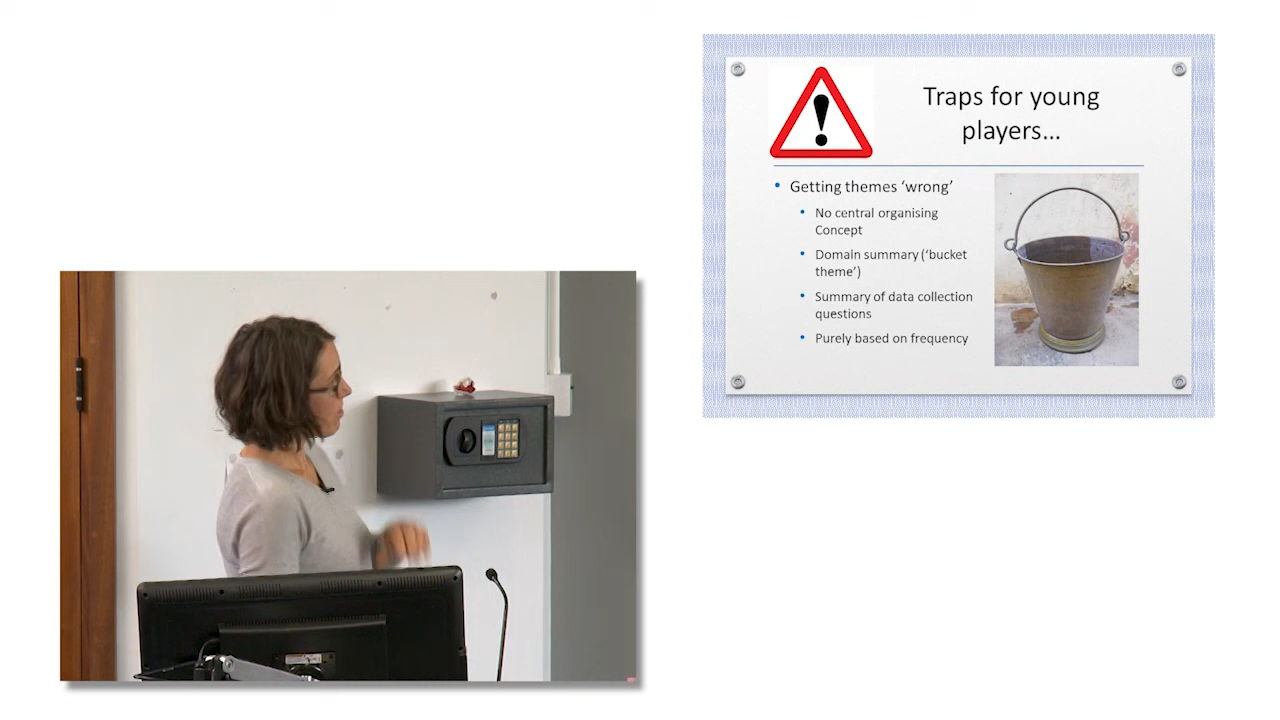 Traps for young
players...
• Getting themes ‘wrong’
• No central organising
Concept
• Domain summary (‘bucket
theme’)
• Summary of data collection
questions
• Purely based on frequency